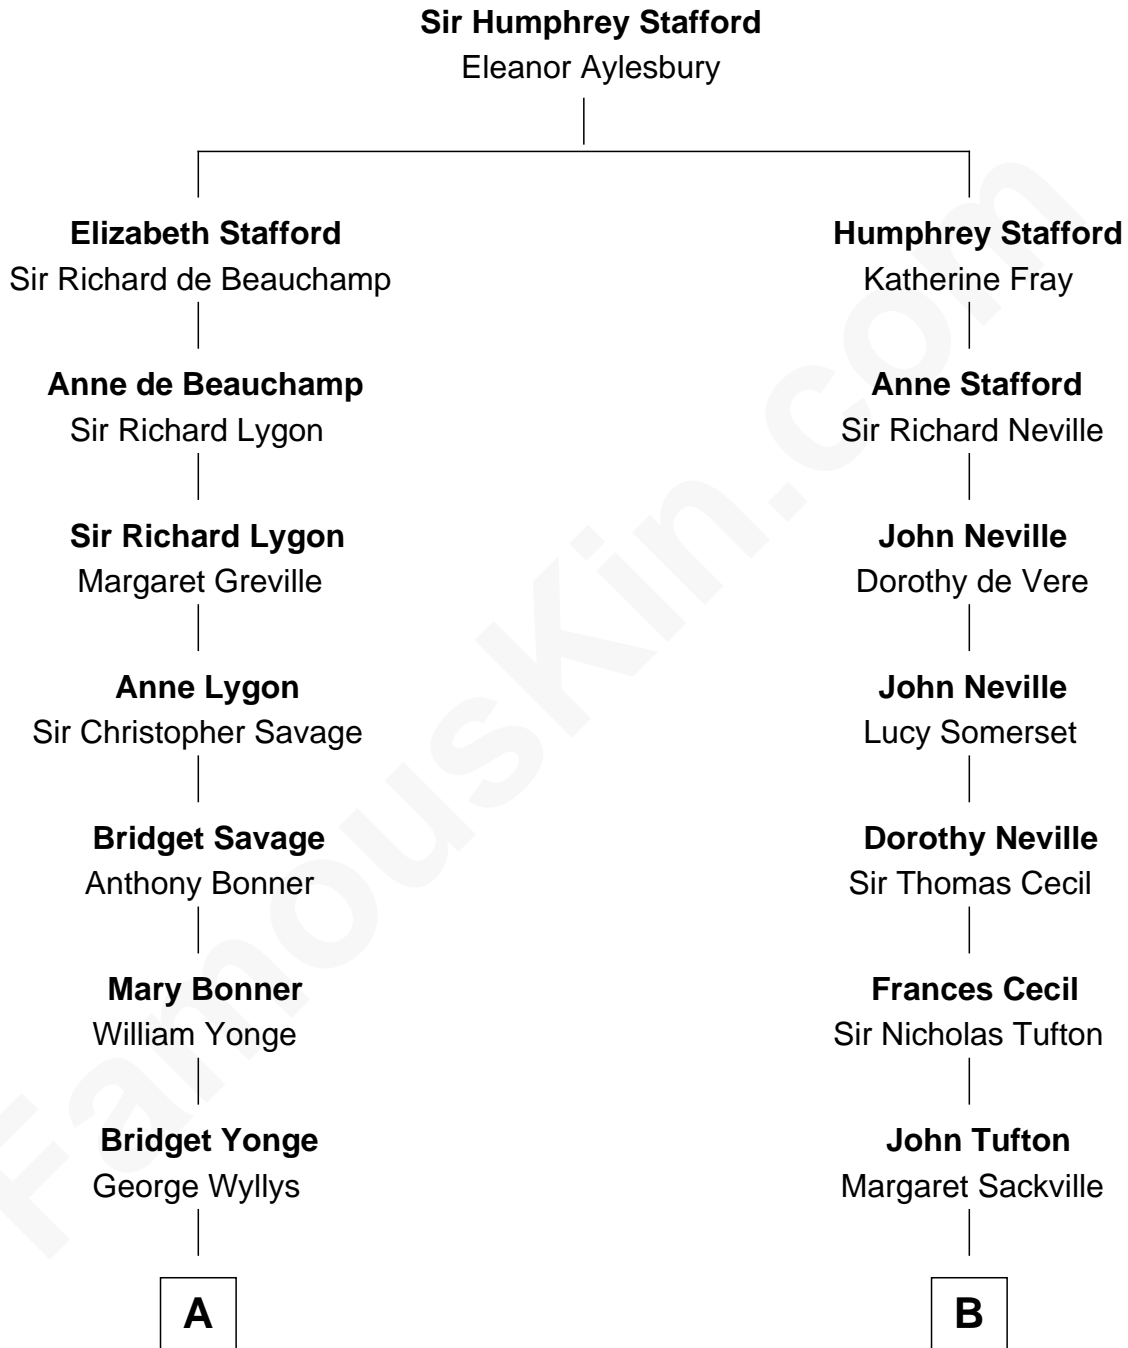 Sir Humphrey Stafford
Eleanor Aylesbury
Elizabeth Stafford
Sir Richard de Beauchamp
Humphrey Stafford
Katherine Fray
Anne de Beauchamp
Sir Richard Lygon
Anne Stafford
Sir Richard Neville
Sir Richard Lygon
Margaret Greville
John Neville
Dorothy de Vere
Anne Lygon
Sir Christopher Savage
John Neville
Lucy Somerset
Bridget Savage
Anthony Bonner
Dorothy Neville
Sir Thomas Cecil
Mary Bonner
William Yonge
Frances Cecil
Sir Nicholas Tufton
Bridget Yonge
George Wyllys
John Tufton
Margaret Sackville
A
B
FamousKin.com